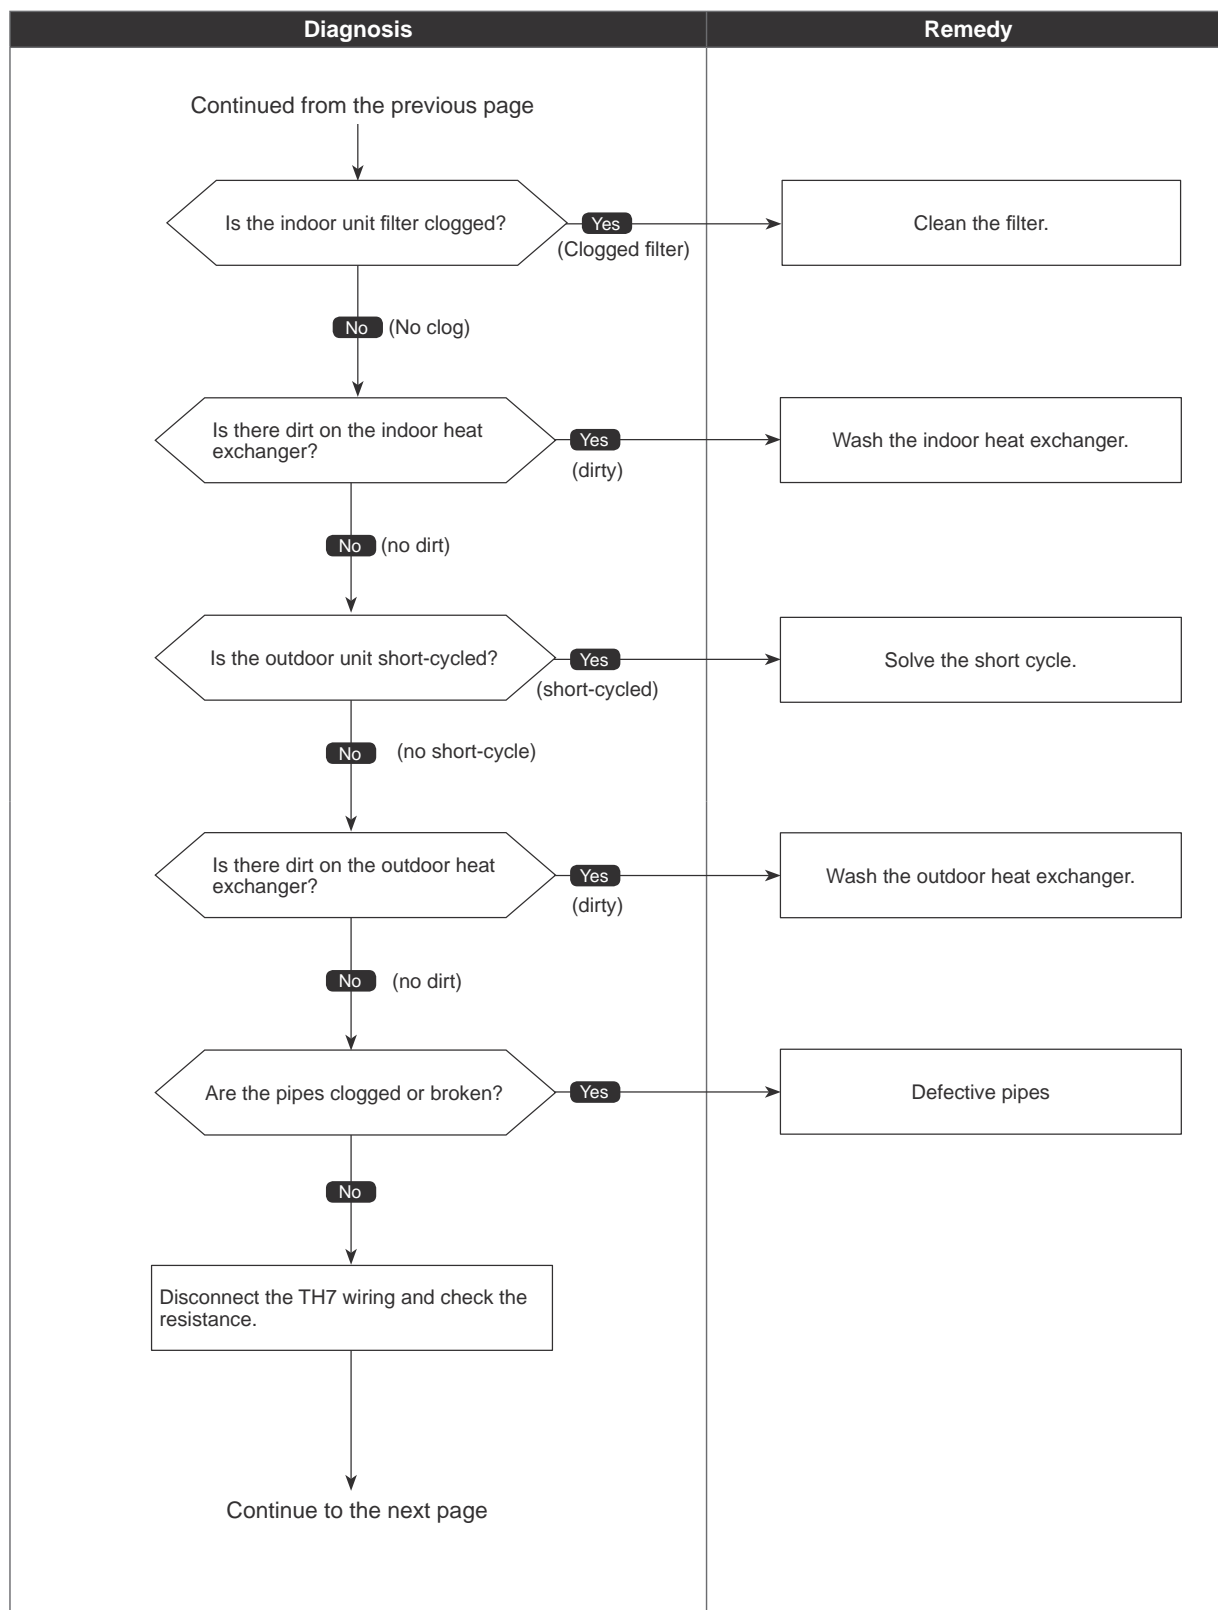 Diagnosis
Remedy
Continued from the previous page
Is the indoor unit filter clogged?
Yes
(Clogged filter)
Clean the filter.
No (No clog)
Is there dirt on the indoor heat
exchanger?
Yes
(dirty)
Wash the indoor heat exchanger.
No (no dirt)
Is the outdoor unit short-cycled?
Yes
(short-cycled)
Solve the short cycle.
No (no short-cycle)
Is there dirt on the outdoor heat
exchanger?
Yes
(dirty)
Wash the outdoor heat exchanger.
No (no dirt)
Are the pipes clogged or broken?
Yes
Defective pipes
No
Disconnect the TH7 wiring and check the
resistance.
Continue to the next page